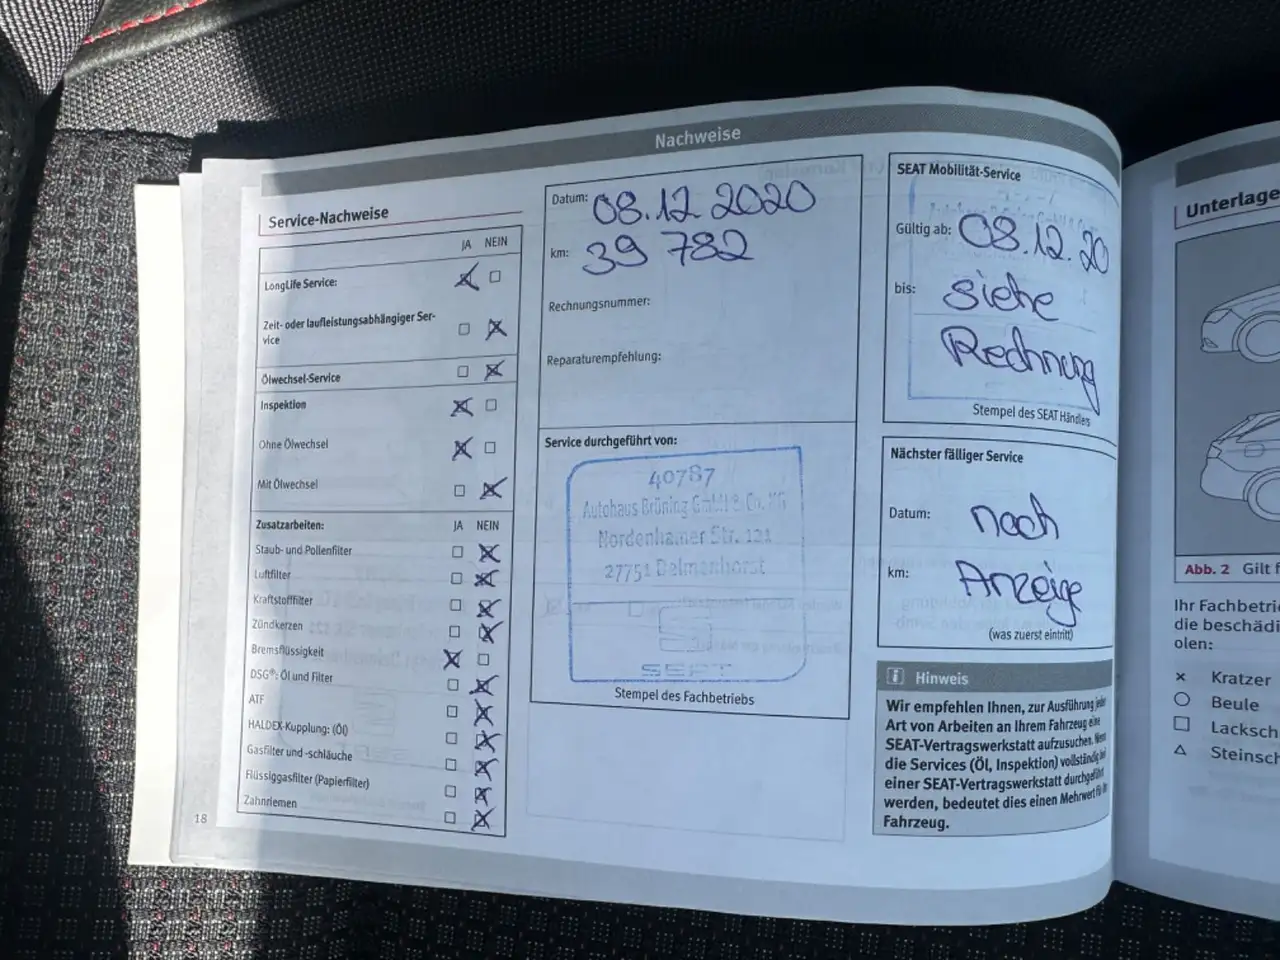 Nachweise
Service-Nachweise
JA NEIN
LongLife Service:
Zeit- oder laufleistungsabhängiger Ser-
vice
Ölwechsel-Service
Inspektion
Ohne Ölwechsel
Mit Ölwechsel
Zusatzarbeiten: JA NEIN
Staub- und Pollenfilter
Luftfilter
Kraftstofffilter
Zündkerzen
Bremsflüssigkeit
DSG®: Öl und Filter
ATF
HALDEX-Kupplung: (Öl)
Gasfilter und -schläuche
Flüssiggasfilter (Papierfilter)
Zahnriemen
18
Datum: 08.12.2020
km: 39 782
Rechnungsnummer:
Reparaturempfehlung:
Service durchgeführt von:
40787
Autohaus Brüning GmbH & Co. KG
Nordenhamer Str. 121
27751 Delmenhorst
SEAT
Stempel des Fachbetriebs
SEAT Mobilität-Service
Gültig ab: 08.12.20
bis: siehe
Rechnung
Stempel des SEAT Händlers
Nächster fälliger Service
Datum: nach
km: Anzeige
(was zuerst eintritt)
Hinweis
Wir empfehlen Ihnen, zur Ausführung jeder
Art von Arbeiten an Ihrem Fahrzeug eine
SEAT-Vertragswerkstatt aufzusuchen. Wenn
die Services (Öl, Inspektion) vollständig bei
einer SEAT-Vertragswerkstatt durchgeführt
werden, bedeutet dies einen Mehrwert für Ihr
Fahrzeug.
Unterlage
Abb. 2 Gilt f
Ihr Fachbetri
die beschädi
olen:
Kratzer
Beule
Lacksch
Steinsch